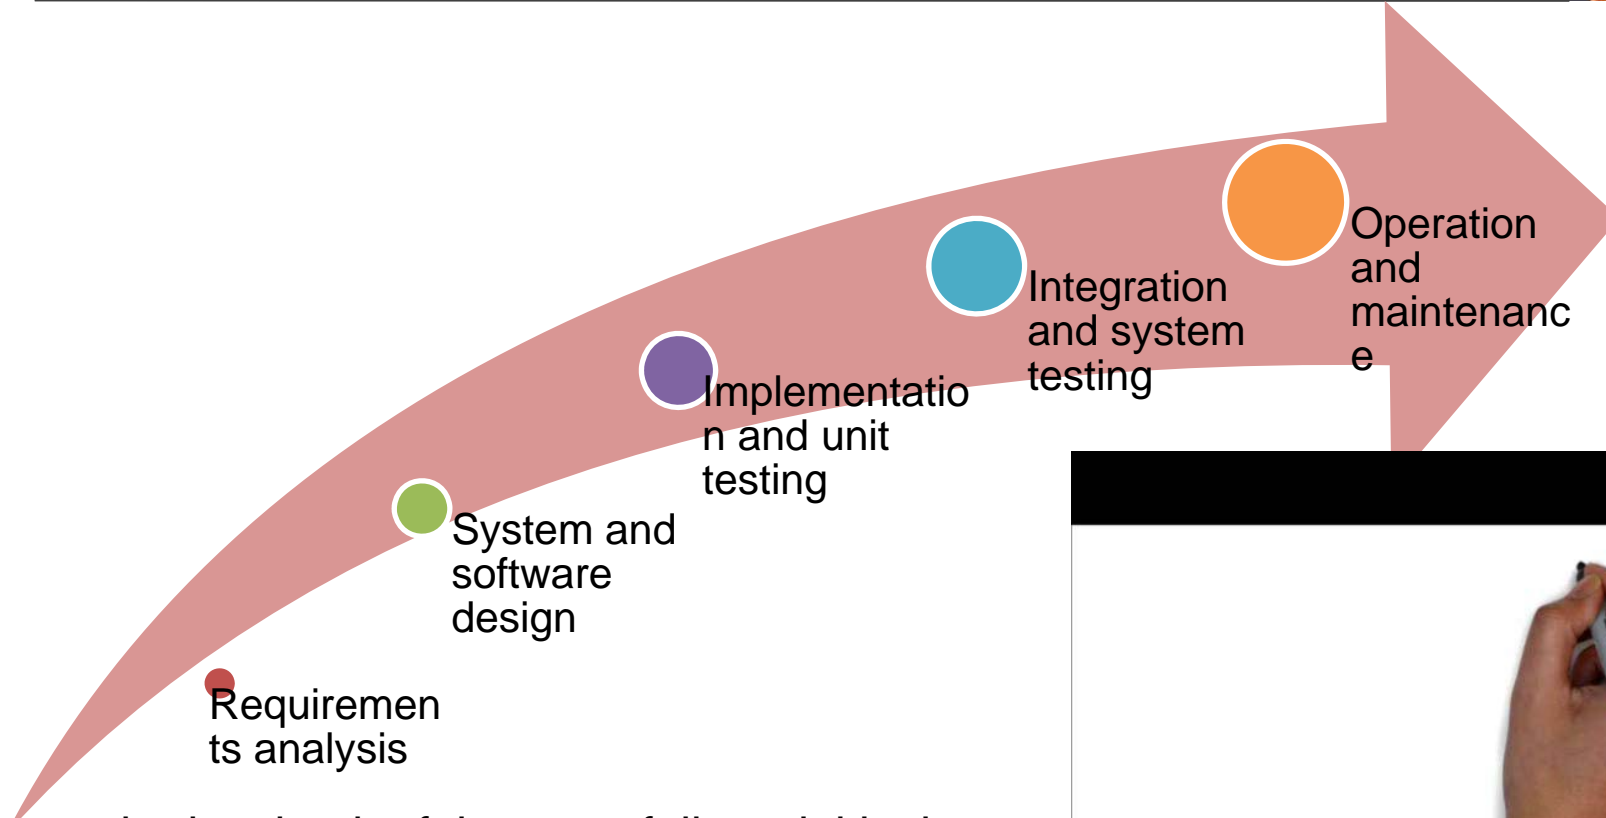 Operation
and
maintenanc
e
Integration
and system
testing
Implementatio
n and unit
testing
System and
software
design
Requiremen
ts analysis